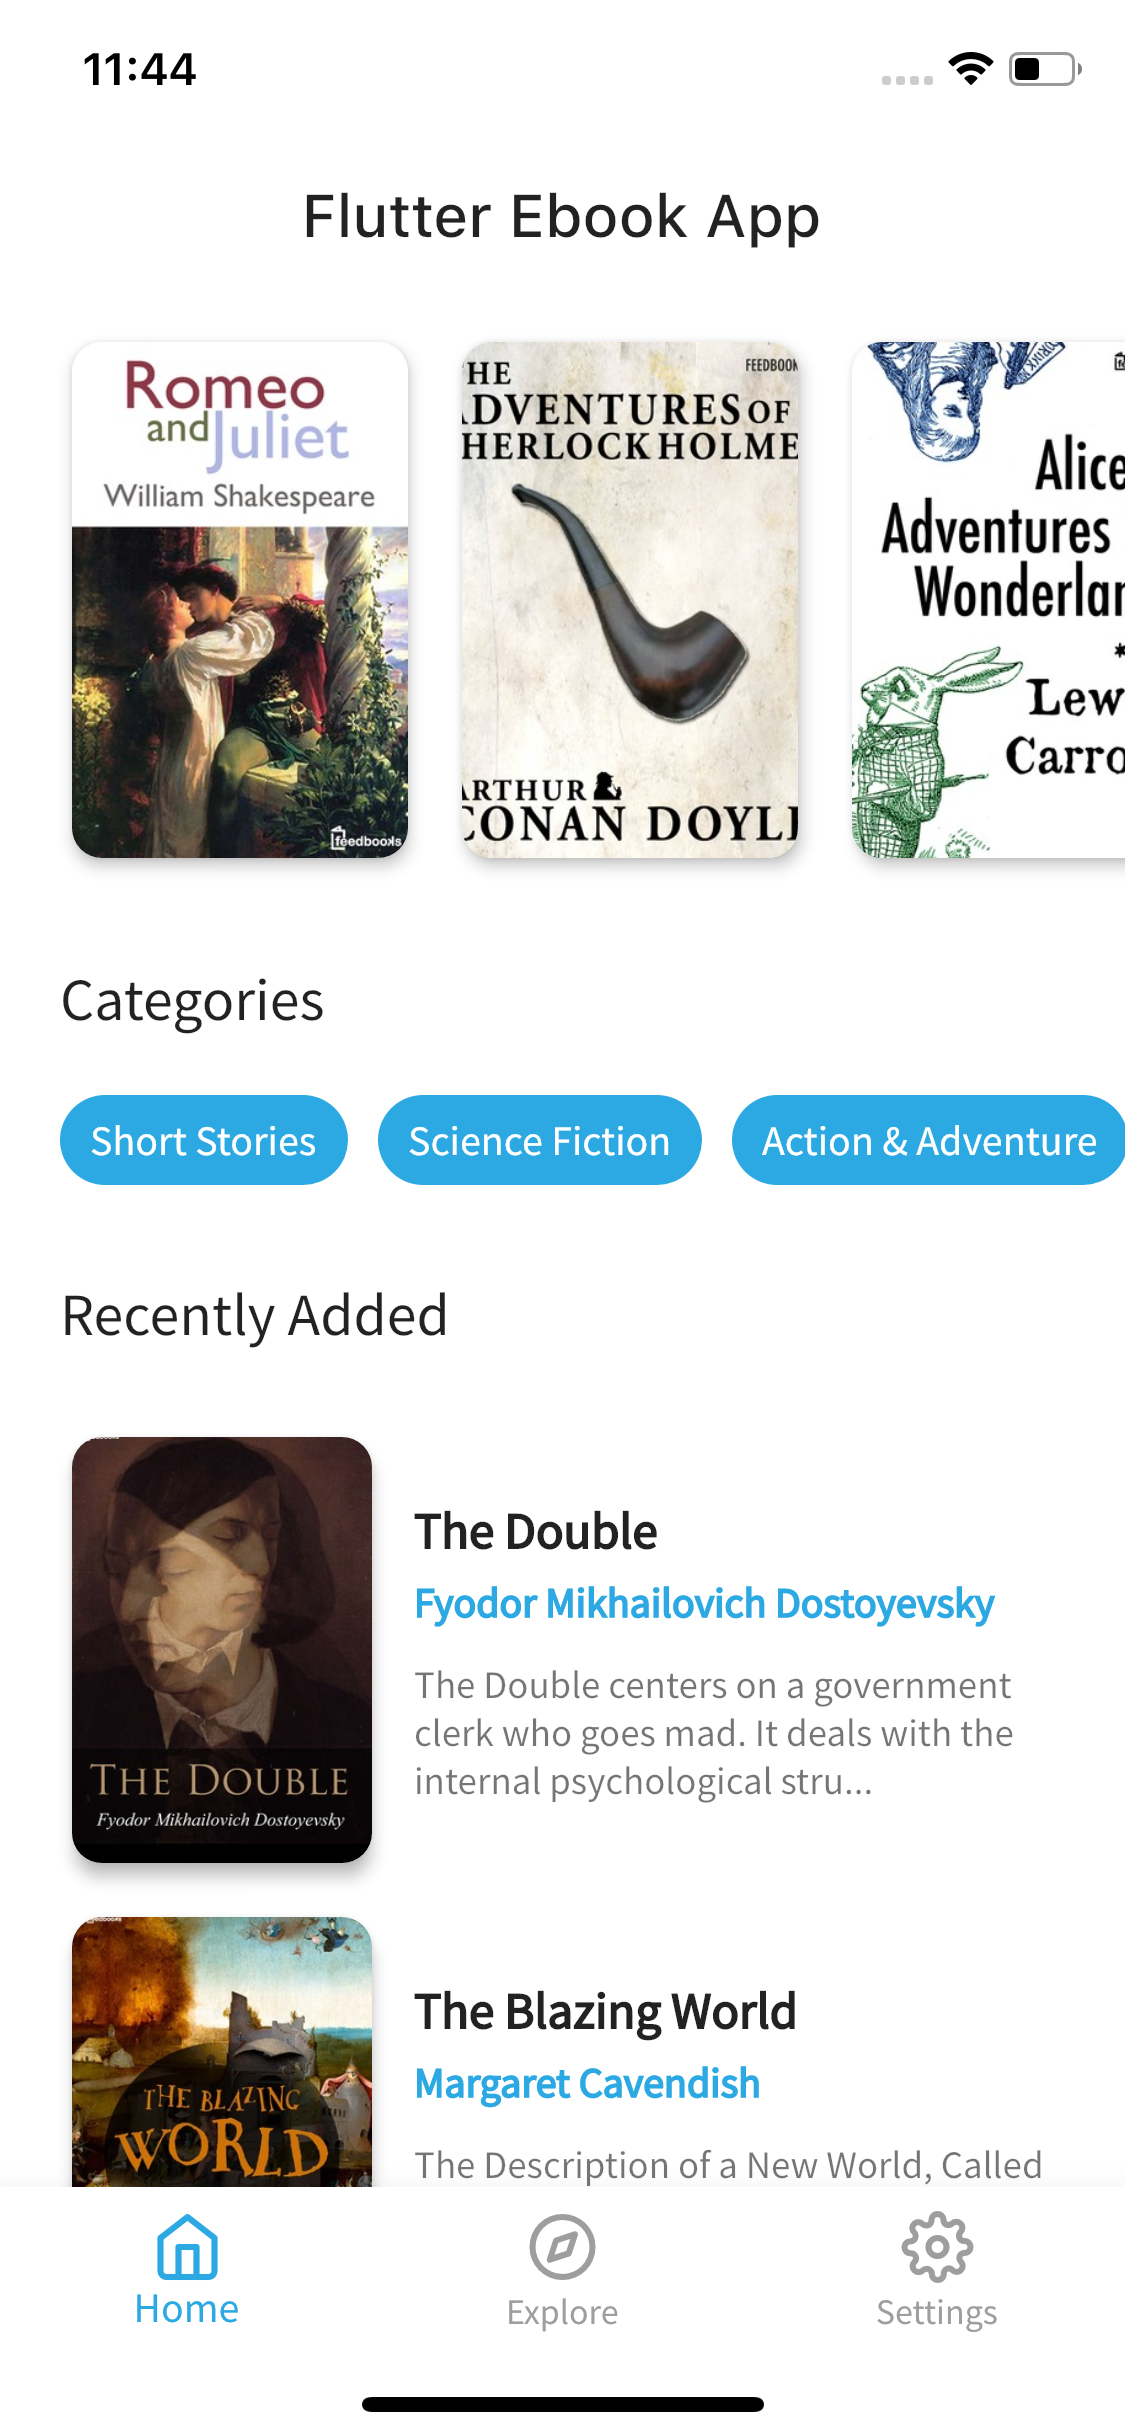 11:44
Flutter Ebook App
Romeo
and Juliet
William Shakespeare
feedbooks
HE
DVENTURES OF
HERLOCK HOLME
FEEDBOOK
RTHUR
CONAN DOYL
DRINK
Alice
Adventures
Wonderlan
*
Lew
Carro
Categories
Short Stories
Science Fiction
Action & Adventure
Recently Added
THE DOUBLE
Fyodor Mikhailovich Dostoyevsky
The Double
Fyodor Mikhailovich Dostoyevsky
The Double centers on a government
clerk who goes mad. It deals with the
internal psychological stru...
THE BLAZING
WORLD
The Blazing World
Margaret Cavendish
The Description of a New World, Called
Home
Explore
Settings